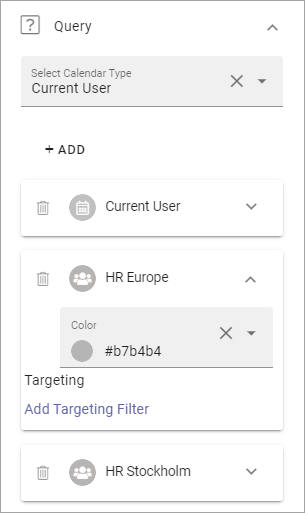 Query
Select Calendar Type
Current User
+ ADD
Current User
HR Europe
Color
#b7b4b4
Targeting
Add Targeting Filter
HR Stockholm